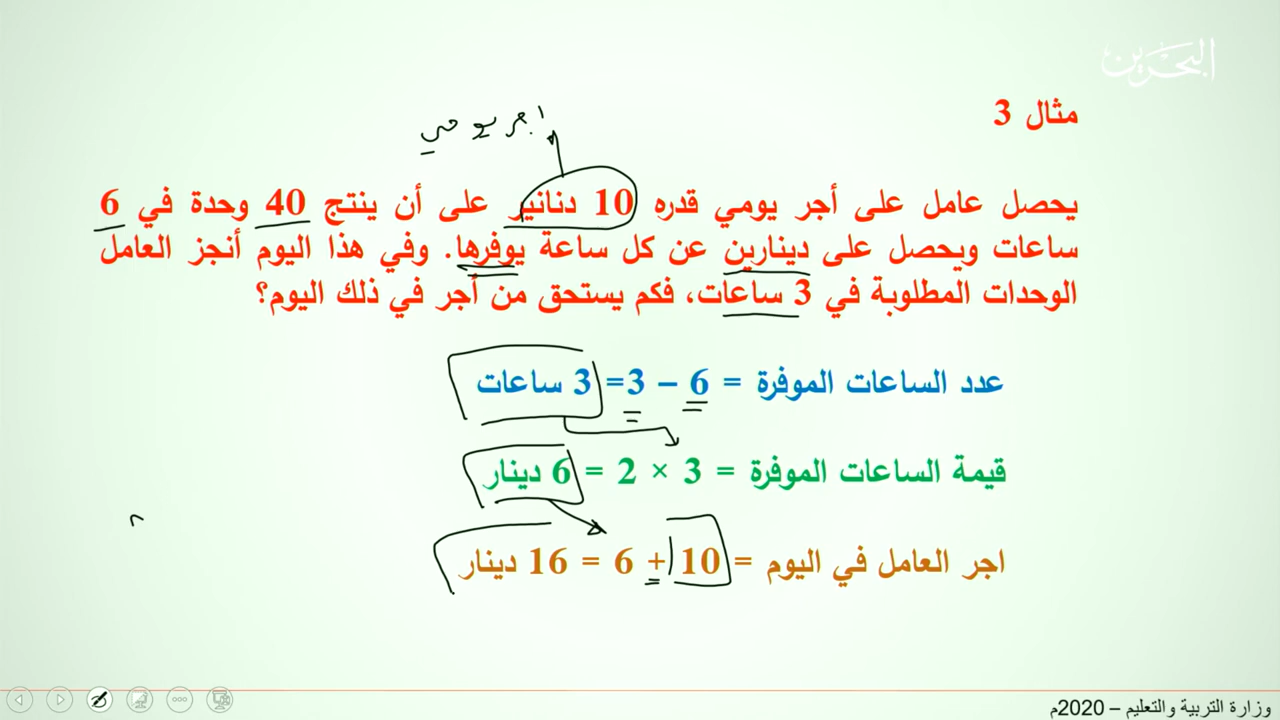 البحرين
مثال 3
اجر يومي
يحصل عامل على أجر يومي قدره 10 دنانير على أن ينتج 40 وحدة في 6
ساعات ويحصل على دينارين عن كل ساعة يوفرها. وفي هذا اليوم أنجز العامل
الوحدات المطلوبة في 3 ساعات، فكم يستحق من أجر في ذلك اليوم؟
عدد الساعات الموفرة = 6 – 3 = 3 ساعات
قيمة الساعات الموفرة = 3 × 2 = 6 دينار
اجر العامل في اليوم = 10 + 6 = 16 دينار
وزارة التربية والتعليم – 2020م